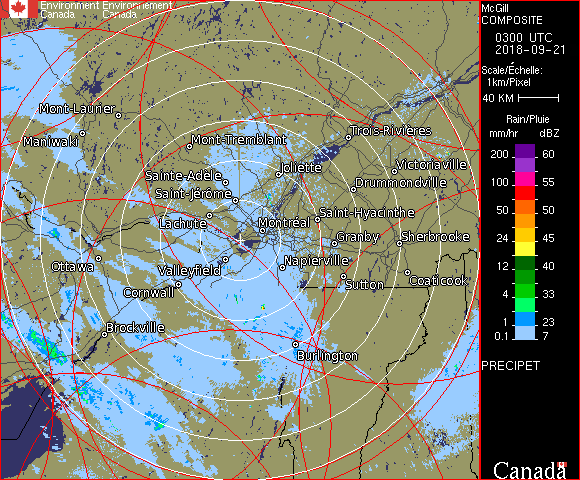 Environment Environnement
Canada Canada
Mont-Laurier
Maniwaki
Mont-Tremblant
Trois-Rivières
Sainte-Adèle
Joliette
Victoriaville
Saint-Jérôme
Drummondville
Lachute
Montréal
Saint-Hyacinthe
Granby
Sherbrooke
Ottawa
Valleyfield
Napierville
Cornwall
Sutton
Coaticook
Brockville
Burlington
McGill
COMPOSITE
0300 UTC
2018-09-21
Scale/Échelle:
1km/Pixel
40 KM
Rain/Pluie
mm/hr dBZ
200 60
100 55
50 50
24 45
12 40
4 33
1 23
0.1 7
PRECIPET
Canada